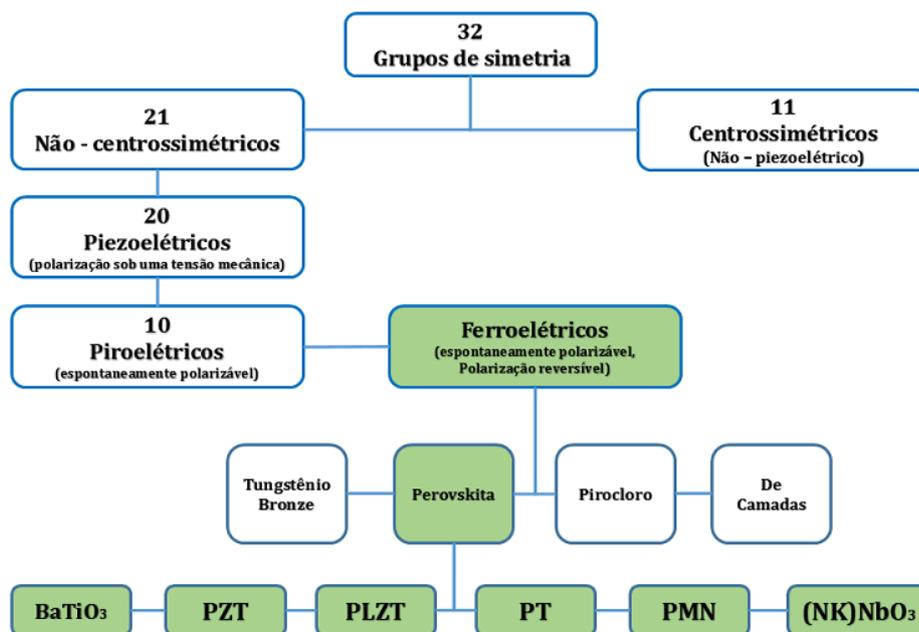 32
Grupos de simetria
21
Não - centrossimétricos
11
Centrossimétricos
(Não – piezoelétrico)
20
Piezoelétricos
(polarização sob uma tensão mecânica)
10
Piroelétricos
(espontaneamente polarizável)
Ferroelétricos
(espontaneamente polarizável,
Polarização reversível)
Tungstênio
Bronze
Perovskita
Pirocloro
De
Camadas
BaTiO₃
PZT
PLZT
PT
PMN
(NK)NbO₃